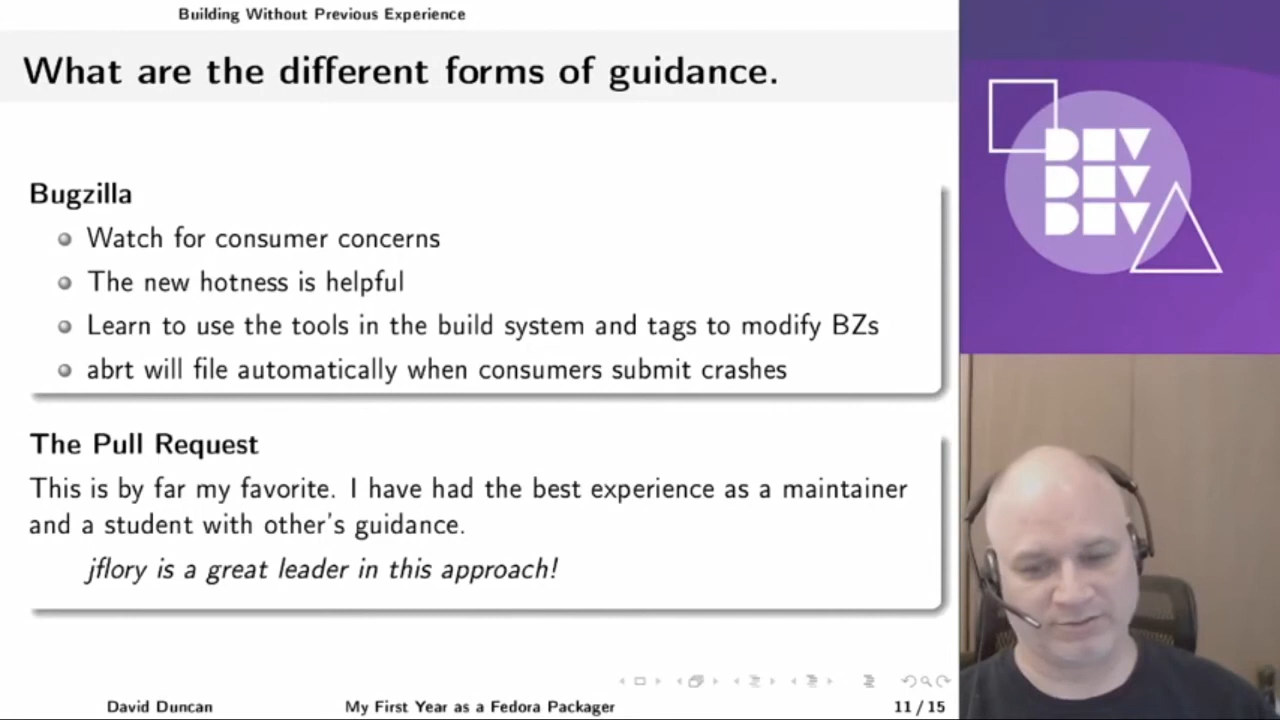 Building Without Previous Experience
What are the different forms of guidance.
Bugzilla
Watch for consumer concerns
The new hotness is helpful
Learn to use the tools in the build system and tags to modify BZs
abrt will file automatically when consumers submit crashes
The Pull Request
This is by far my favorite. I have had the best experience as a maintainer
and a student with other's guidance.
jflory is a great leader in this approach!
David Duncan
My First Year as a Fedora Packager
11 / 15
DEV
DEV
DEV